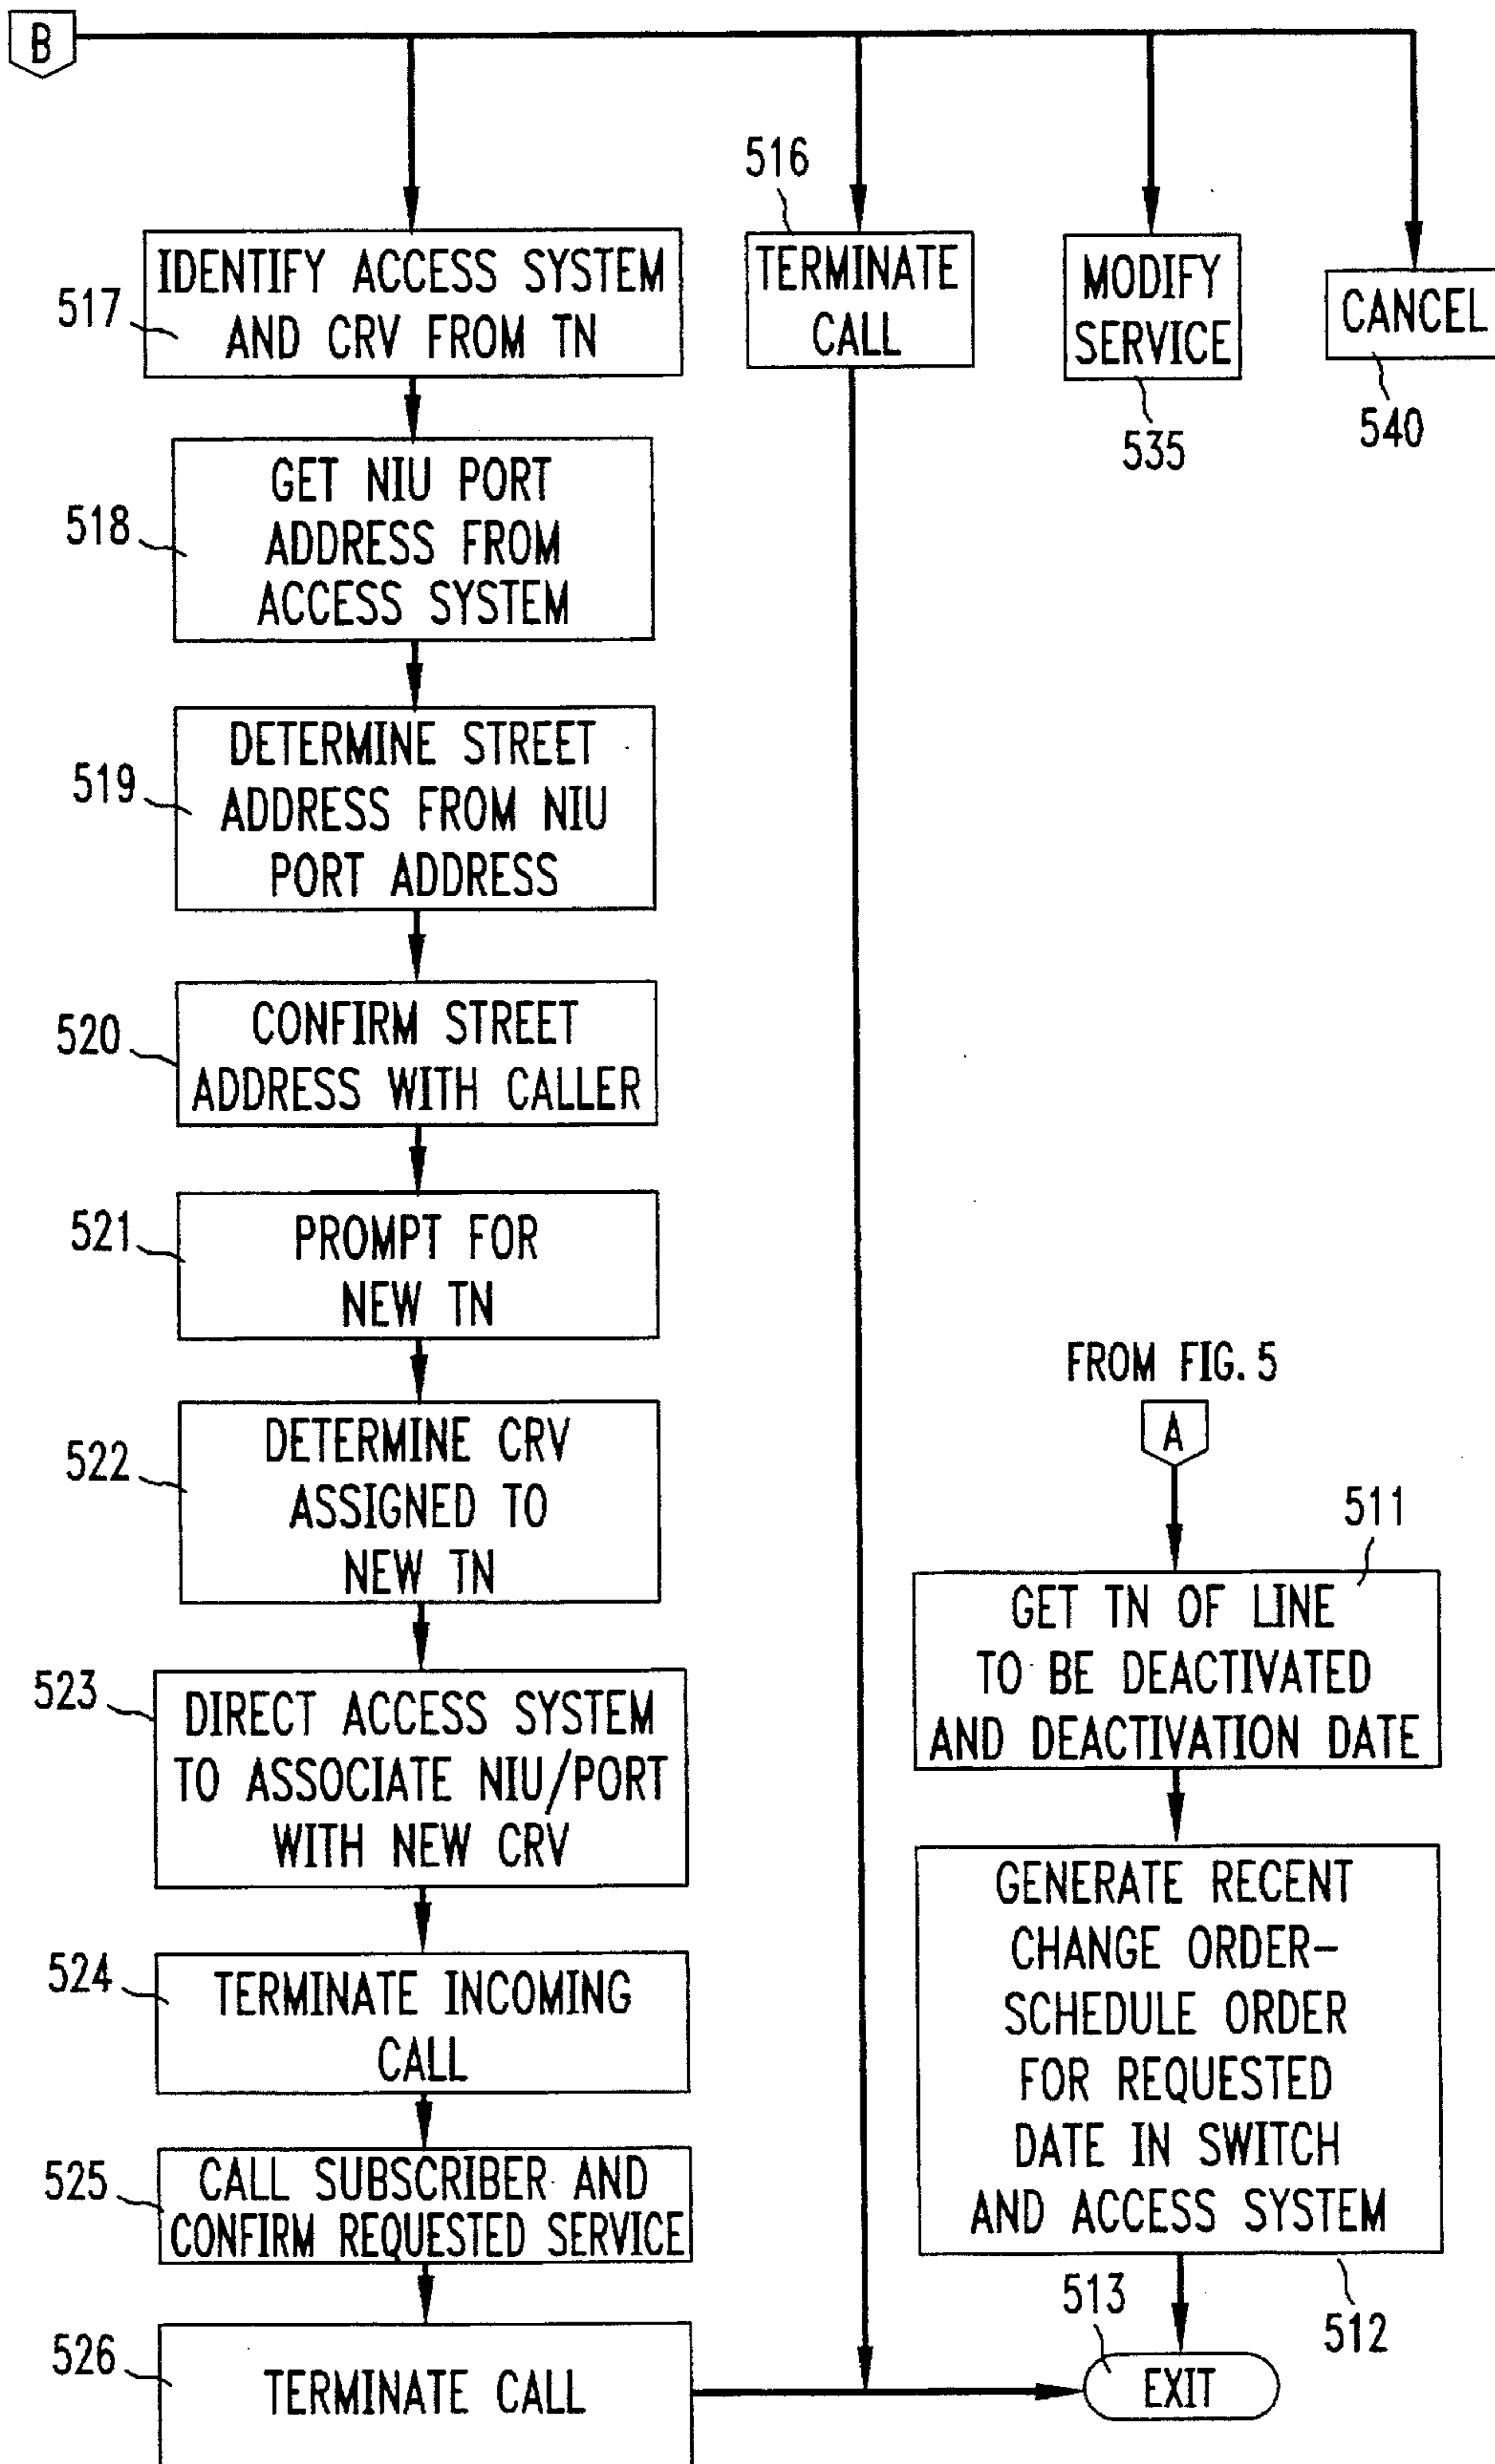 B
517
IDENTIFY ACCESS SYSTEM
AND CRV FROM TN
516
TERMINATE
CALL
MODIFY
SERVICE
535
CANCEL
540
518
GET NIU PORT
ADDRESS FROM
ACCESS SYSTEM
519
DETERMINE STREET
ADDRESS FROM NIU
PORT ADDRESS
520
CONFIRM STREET
ADDRESS WITH CALLER
521
PROMPT FOR
NEW TN
522
DETERMINE CRV
ASSIGNED TO
NEW TN
523
DIRECT ACCESS SYSTEM
TO ASSOCIATE NIU/PORT
WITH NEW CRV
524
TERMINATE INCOMING
CALL
525
CALL SUBSCRIBER AND
CONFIRM REQUESTED SERVICE
526
TERMINATE CALL
FROM FIG. 5
A
511
GET TN OF LINE
TO BE DEACTIVATED
AND DEACTIVATION DATE
GENERATE RECENT
CHANGE ORDER-
SCHEDULE ORDER
FOR REQUESTED
DATE IN SWITCH
AND ACCESS SYSTEM
512
513
EXIT